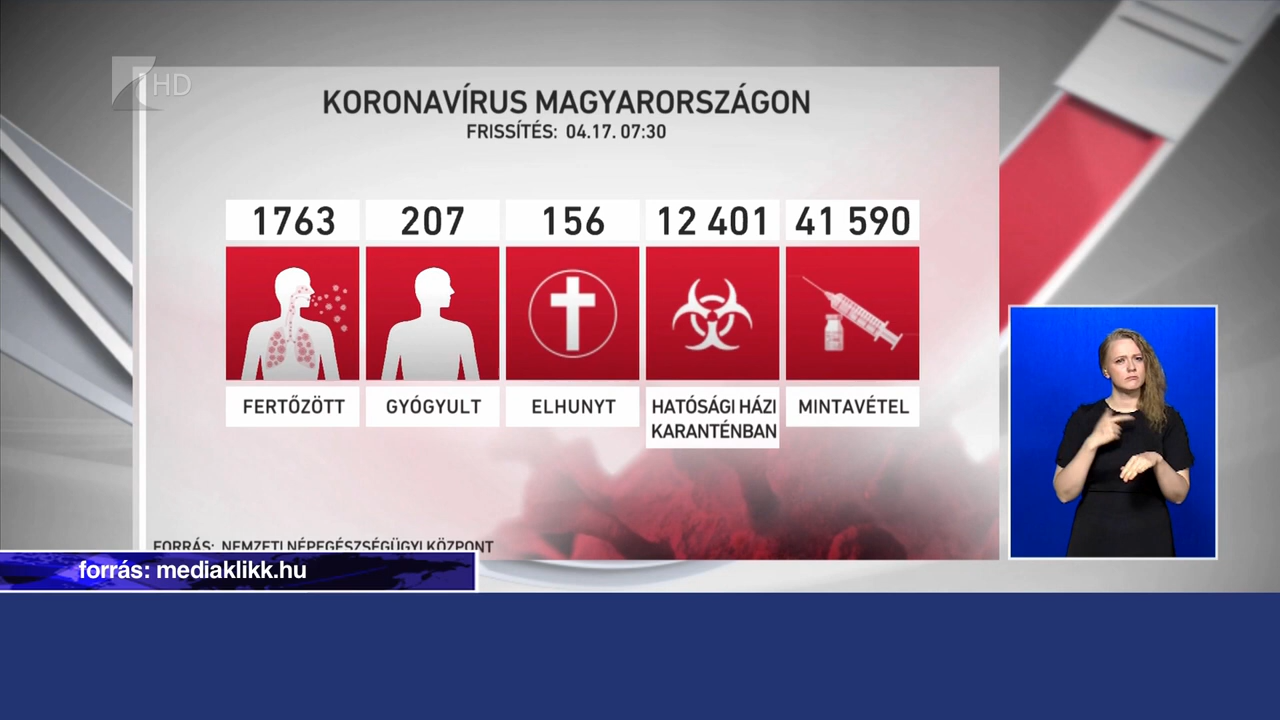 HD
KORONAVÍRUS MAGYARORSZÁGON
FRISSÍTÉS: 04.17. 07:30
1763
207
156
12 401
41 590
FERTŐZÖTT
GYÓGYULT
ELHUNYT
HATÓSÁGI HÁZI
KARANTÉNBAN
MINTAVÉTEL
FORRÁS: NEMZETI NÉPEGÉSZSÉGÜGYI KÖZPONT
forrás: mediaklikk.hu